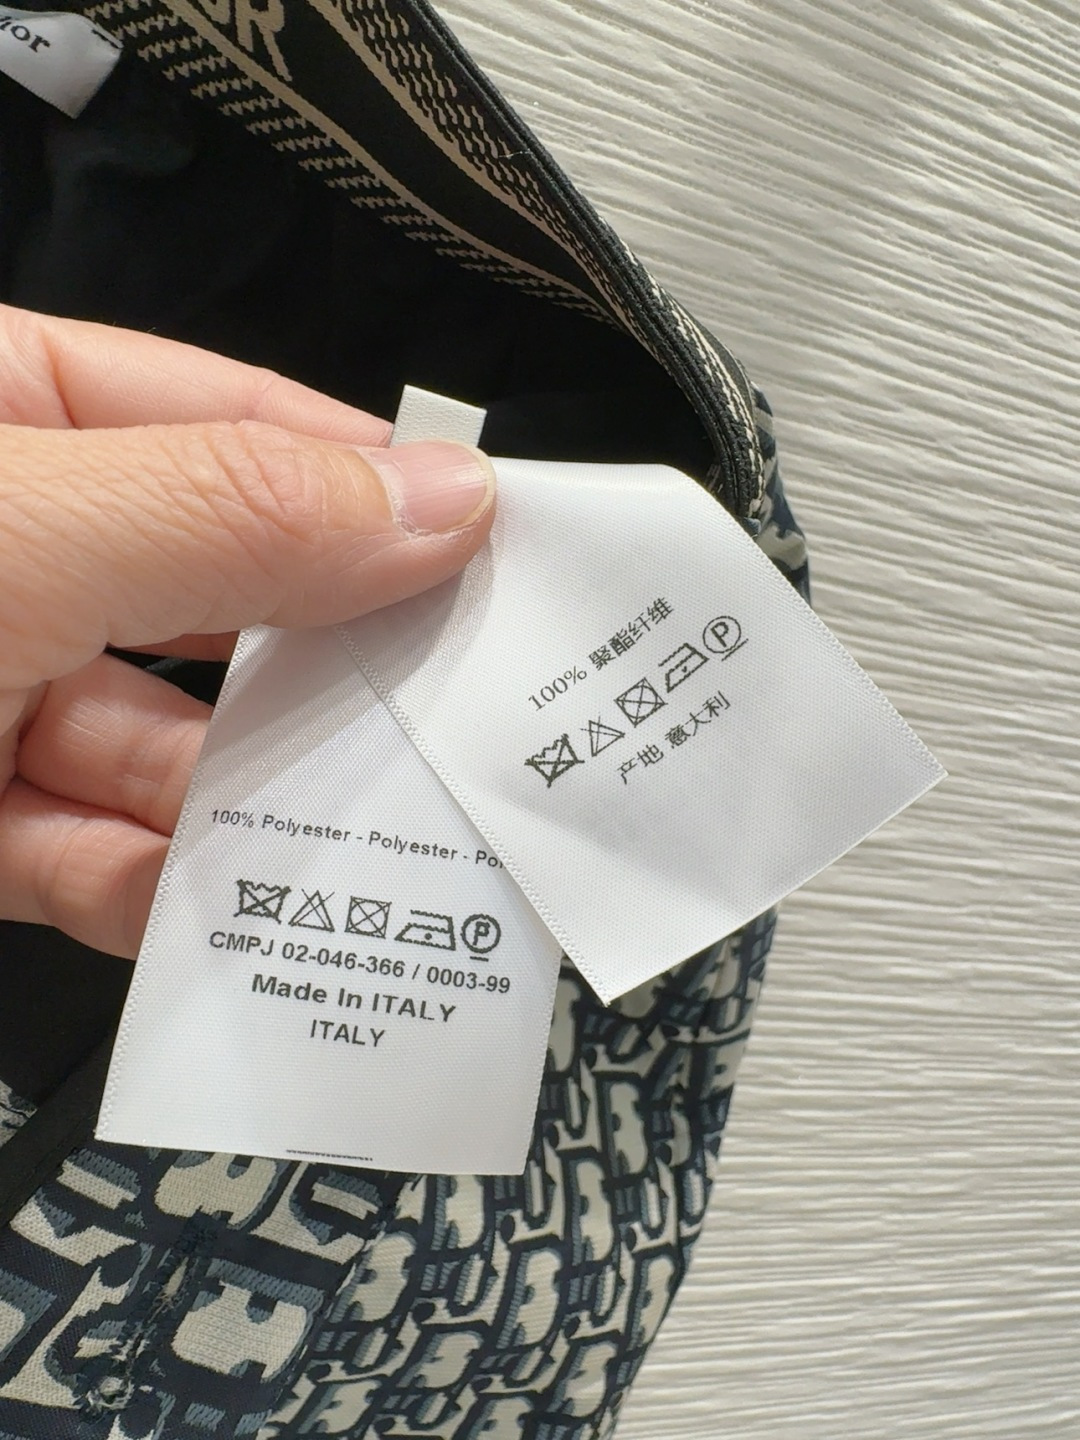 100% Polyester - Polyester - Po
CMPJ 02-046-366 / 0003-99
Made In ITALY
ITALY
100% 聚酯纤维
P
产地 意大利
P